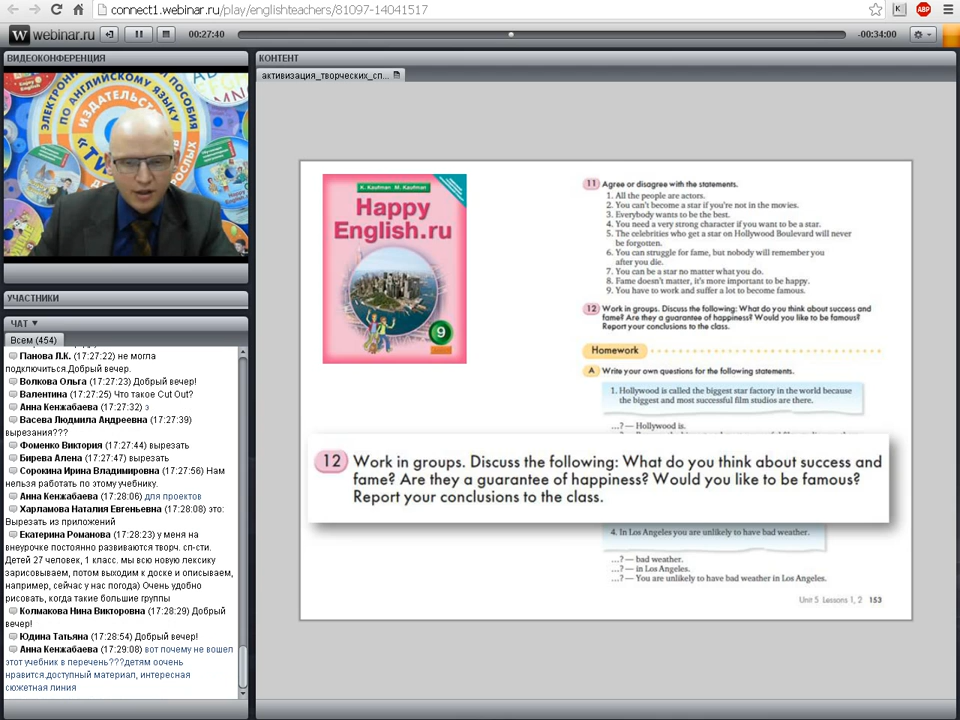 connect1.webinar.ru/play/englishteachers/81097-14041517
webinar.ru
00:27:40
-00:34:00
ВИДЕОКОНФЕРЕНЦИЯ
ЭЛЕКТРОННЫЕ
ПОСОБИЯ
ПО АНГЛИЙСКОМУ ЯЗЫКУ
ИЗДАТЕЛЬСТВО
УЧАСТНИКИ
ЧАТ
Всем (454)
Панова Л.К. (17:27:22) не могла
подключиться.Добрый вечер.
Волкова Ольга (17:27:23) Добрый вечер!
Валентина (17:27:25) Что такое Cut Out?
Анна Кенжабаева (17:27:32) э
Васева Людмила Андреевна (17:27:39)
вырезания???
Фоменко Виктория (17:27:44) вырезать
Бирева Алена (17:27:47) вырезать
Сорокина Ирина Владимировна (17:27:56) Нам
нельзя работать по этому учебнику.
Анна Кенжабаева (17:28:06) для проектов
Харламова Наталия Евгеньевна (17:28:08) это:
Вырезать из приложений
Екатерина Романова (17:28:23) у меня на
внеурочке постоянно развиваются творч. сп-сти.
Детей 27 человек, 1 класс. мы всю новую лексику
зарисовываем, потом выходим к доске и описываем,
например, сейчас у нас погода) Очень удобно
рисовать, когда такие большие группы
Колмакова Нина Викторовна (17:28:29) Добрый
вечер!
Юдина Татьяна (17:28:54) Добрый вечер!
Анна Кенжабаева (17:29:08) вот почему не вошел
этот учебник в перечень???детям оочень
нравится.доступный материал, интересная
сюжетная линия
КОНТЕНТ
активизация_творческих_сп...
K. Kaufman M. Kaufman
Happy
English.ru
9
11 Agree or disagree with the statements.
1. All the people are actors.
2. You can't become a star if you're not in the movies.
3. Everybody wants to be the best.
4. You need a very strong character if you want to be a star.
5. The celebrities who get a star on Hollywood Boulevard will never
be forgotten.
6. You can struggle for fame, but nobody will remember you
after you die.
7. You can be a star no matter what you do.
8. Fame doesn't matter, it's more important to be happy.
9. You have to work and suffer a lot to become famous.
12 Work in groups. Discuss the following: What do you think about success and
fame? Are they a guarantee of happiness? Would you like to be famous?
Report your conclusions to the class.
Homework
A Write your own questions for the following statements.
1. Hollywood is called the biggest star factory in the world because
the biggest and most successful film studios are there.
...? — Hollywood is.
12 Work in groups. Discuss the following: What do you think about success and
fame? Are they a guarantee of happiness? Would you like to be famous?
Report your conclusions to the class.
4. In Los Angeles you are unlikely to have bad weather.
...? — bad weather.
...? — in Los Angeles.
...? — You are unlikely to have bad weather in Los Angeles.
Unit 5 Lessons 1, 2 153